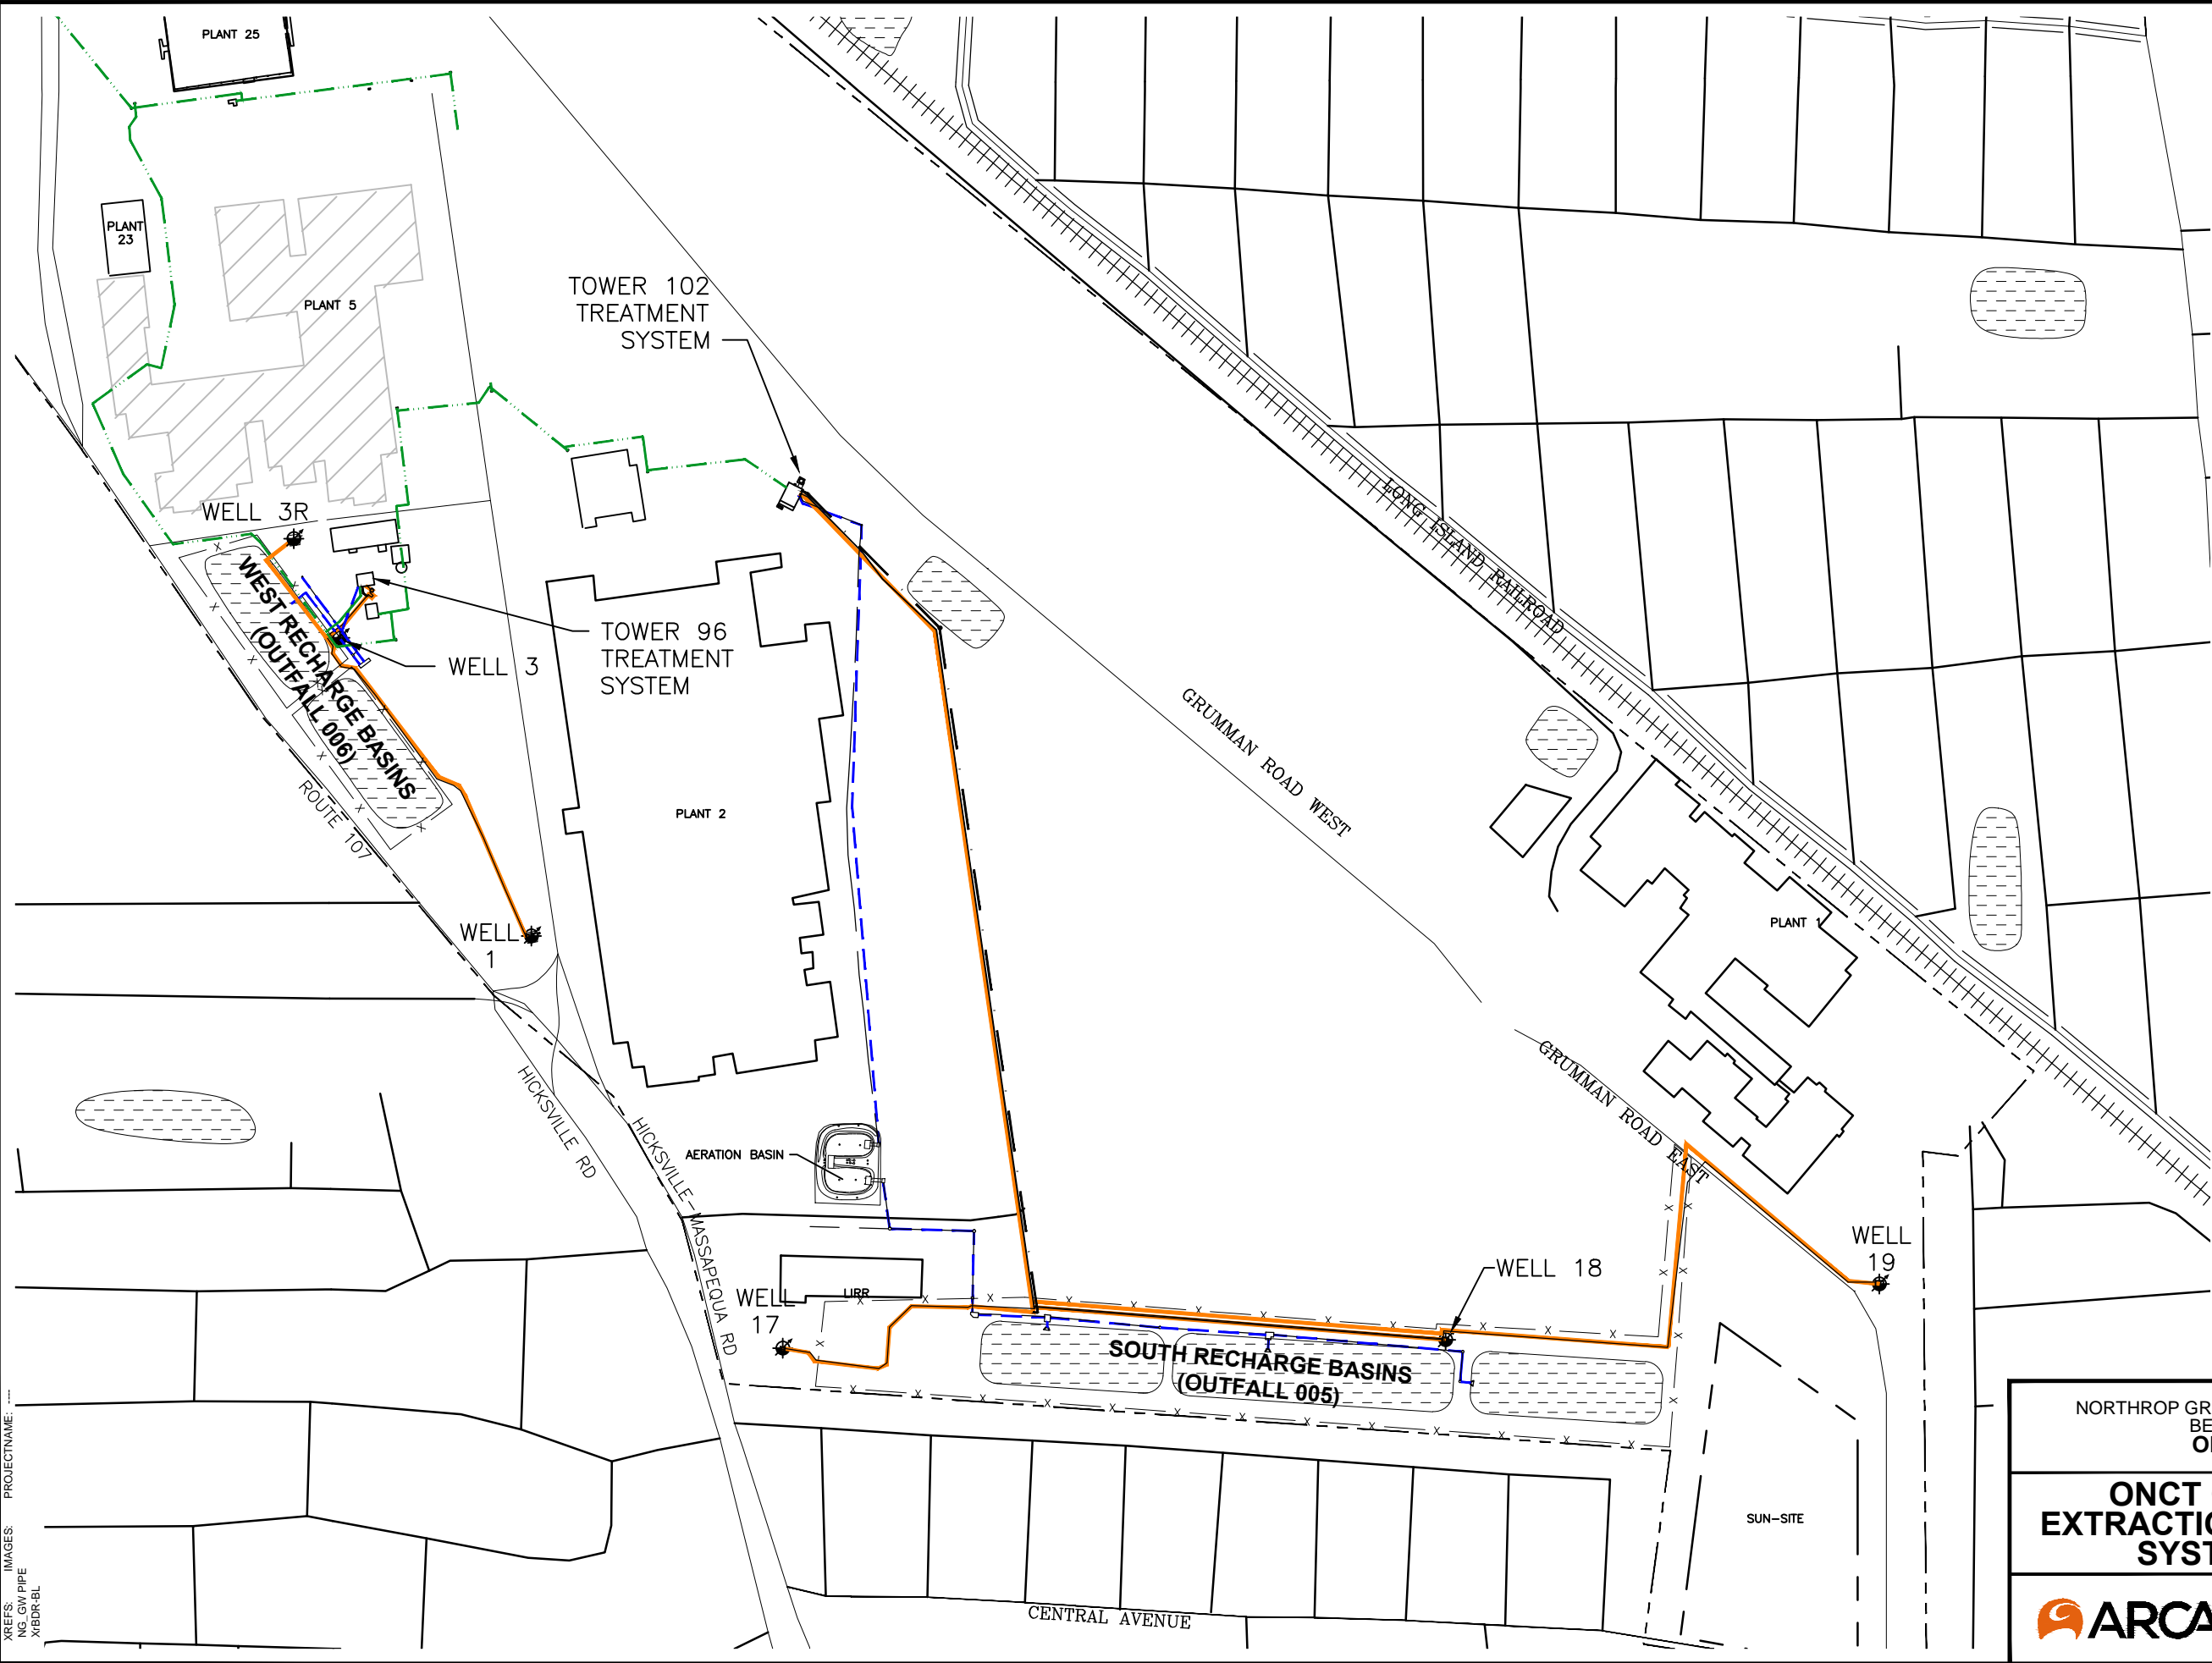 PLANT 25
PLANT
23
PLANT 5
TOWER 102
TREATMENT
SYSTEM
LONG ISLAND RAILROAD
WELL 3R
WEST RECHARGE BASINS
(OUTFALL 006)
TOWER 96
TREATMENT
SYSTEM
WELL 3
GRUMMAN ROAD WEST
ROUTE 107
PLANT 2
PLANT 1
WELL
1
HICKSVILLE RD
HICKSVILLE-MASSAPEQUA RD
GRUMMAN ROAD EAST
AERATION BASIN
WELL
19
WELL 18
LIRR
WELL
17
SOUTH RECHARGE BASINS
(OUTFALL 005)
SUN-SITE
CENTRAL AVENUE
XREFS: IMAGES: PROJECTNAME: ----
NG_GW PIPE
XrBDR-BL
NORTHROP GR
BE
ONCT
EXTRACTIO
SYST
ARCA